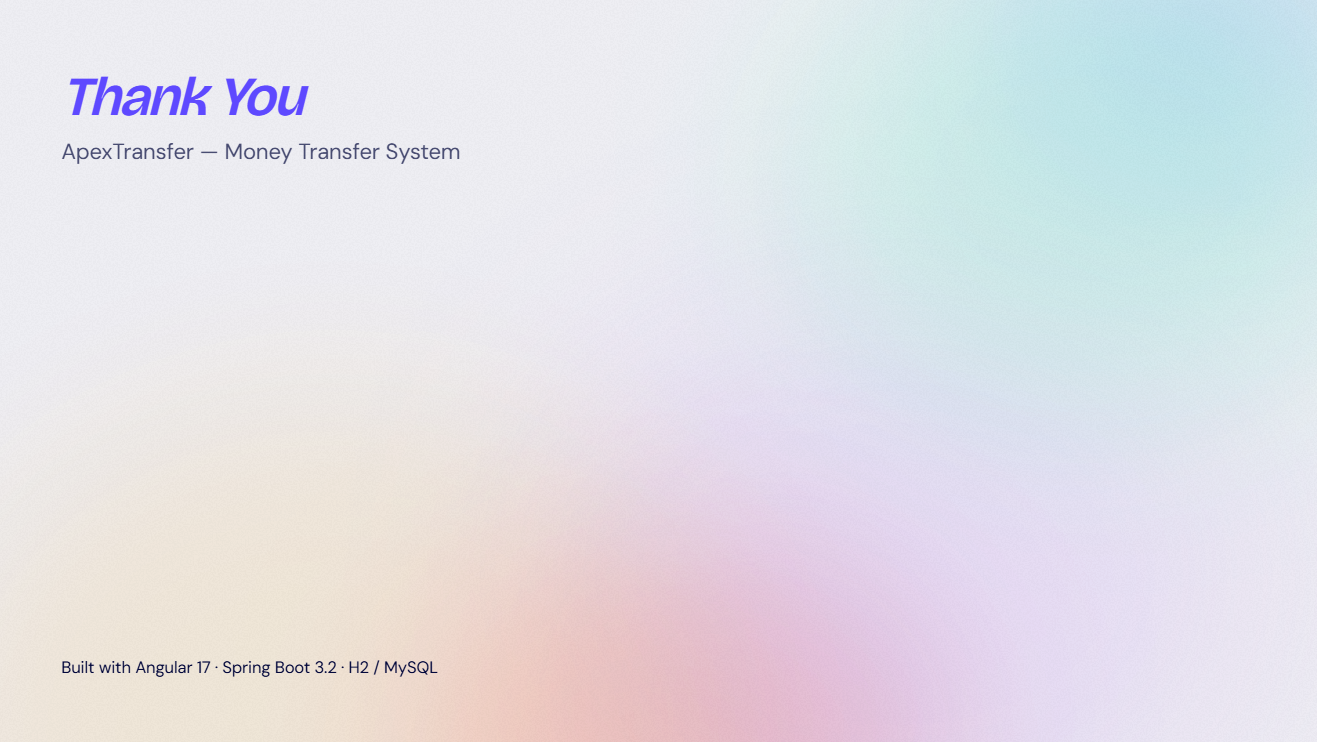 Thank You
ApexTransfer — Money Transfer System
Built with Angular 17 · Spring Boot 3.2 · H2 / MySQL